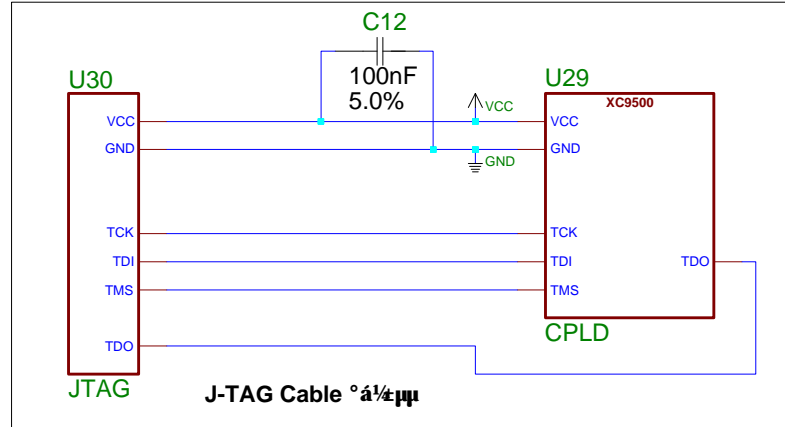 C12
100nF
5.0%
U30
U29
XC9500
VCC
VCC
VCC
GND
GND
GND
TCK
TCK
TDI
TDI
TDO
TMS
TMS
TDO
CPLD
JTAG
J-TAG Cable °á¼±µµ